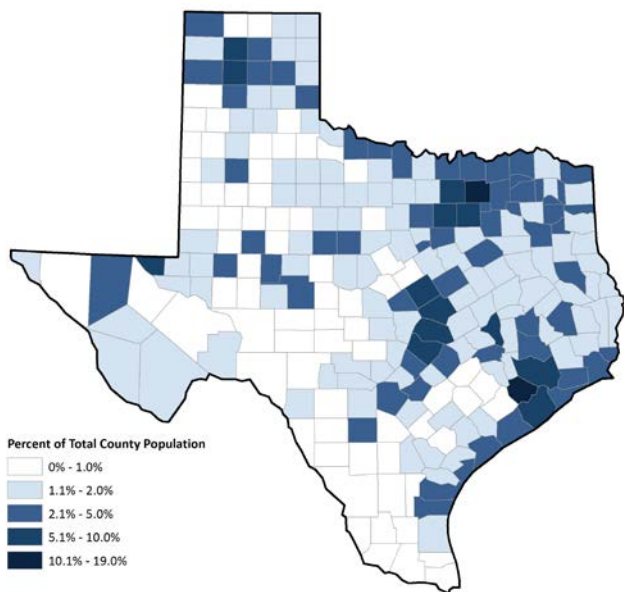 Percent of Total County Population
0% - 1.0%
1.1% - 2.0%
2.1% - 5.0%
5.1% - 10.0%
10.1% - 19.0%